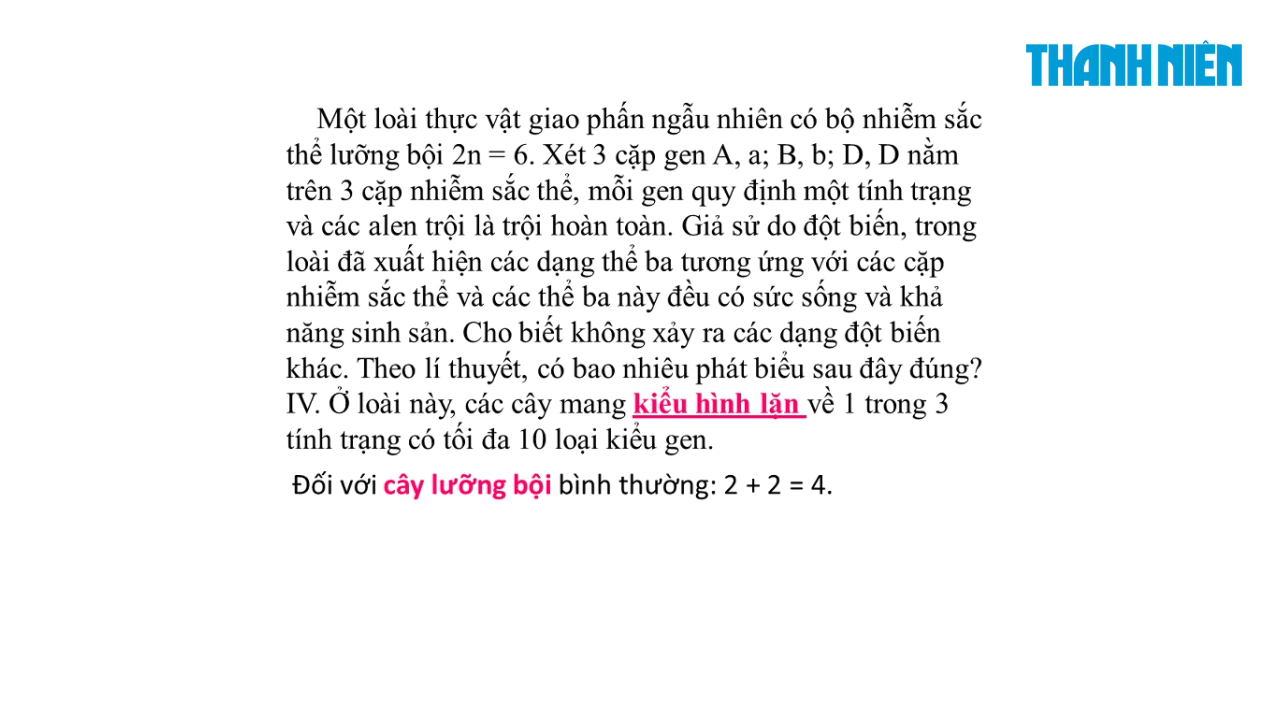 THANH NIÊN
Một loài thực vật giao phấn ngẫu nhiên có bộ nhiễm sắc
thể lưỡng bội 2n = 6. Xét 3 cặp gen A, a; B, b; D, D nằm
trên 3 cặp nhiễm sắc thể, mỗi gen quy định một tính trạng
và các alen trội là trội hoàn toàn. Giả sử do đột biến, trong
loài đã xuất hiện các dạng thể ba tương ứng với các cặp
nhiễm sắc thể và các thể ba này đều có sức sống và khả
năng sinh sản. Cho biết không xảy ra các dạng đột biến
khác. Theo lí thuyết, có bao nhiêu phát biểu sau đây đúng?
IV. Ở loài này, các cây mang kiểu hình lặn về 1 trong 3
tính trạng có tối đa 10 loại kiểu gen.
Đối với cây lưỡng bội bình thường: 2 + 2 = 4.